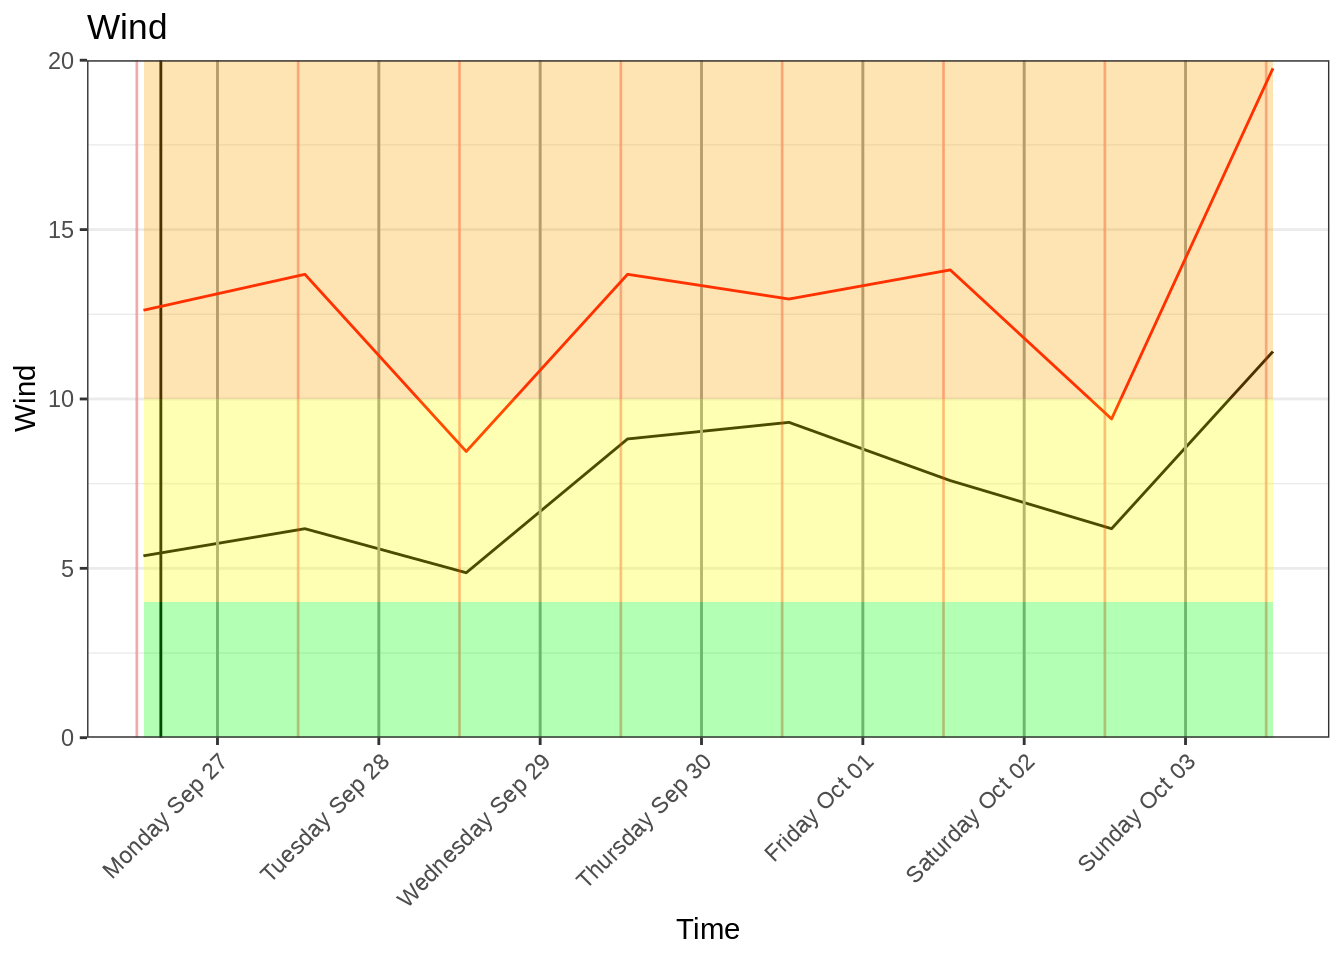 Wind
20
15
10
5
0
Wind
Monday Sep 27
Tuesday Sep 28
Wednesday Sep 29
Thursday Sep 30
Friday Oct 01
Saturday Oct 02
Sunday Oct 03
Time